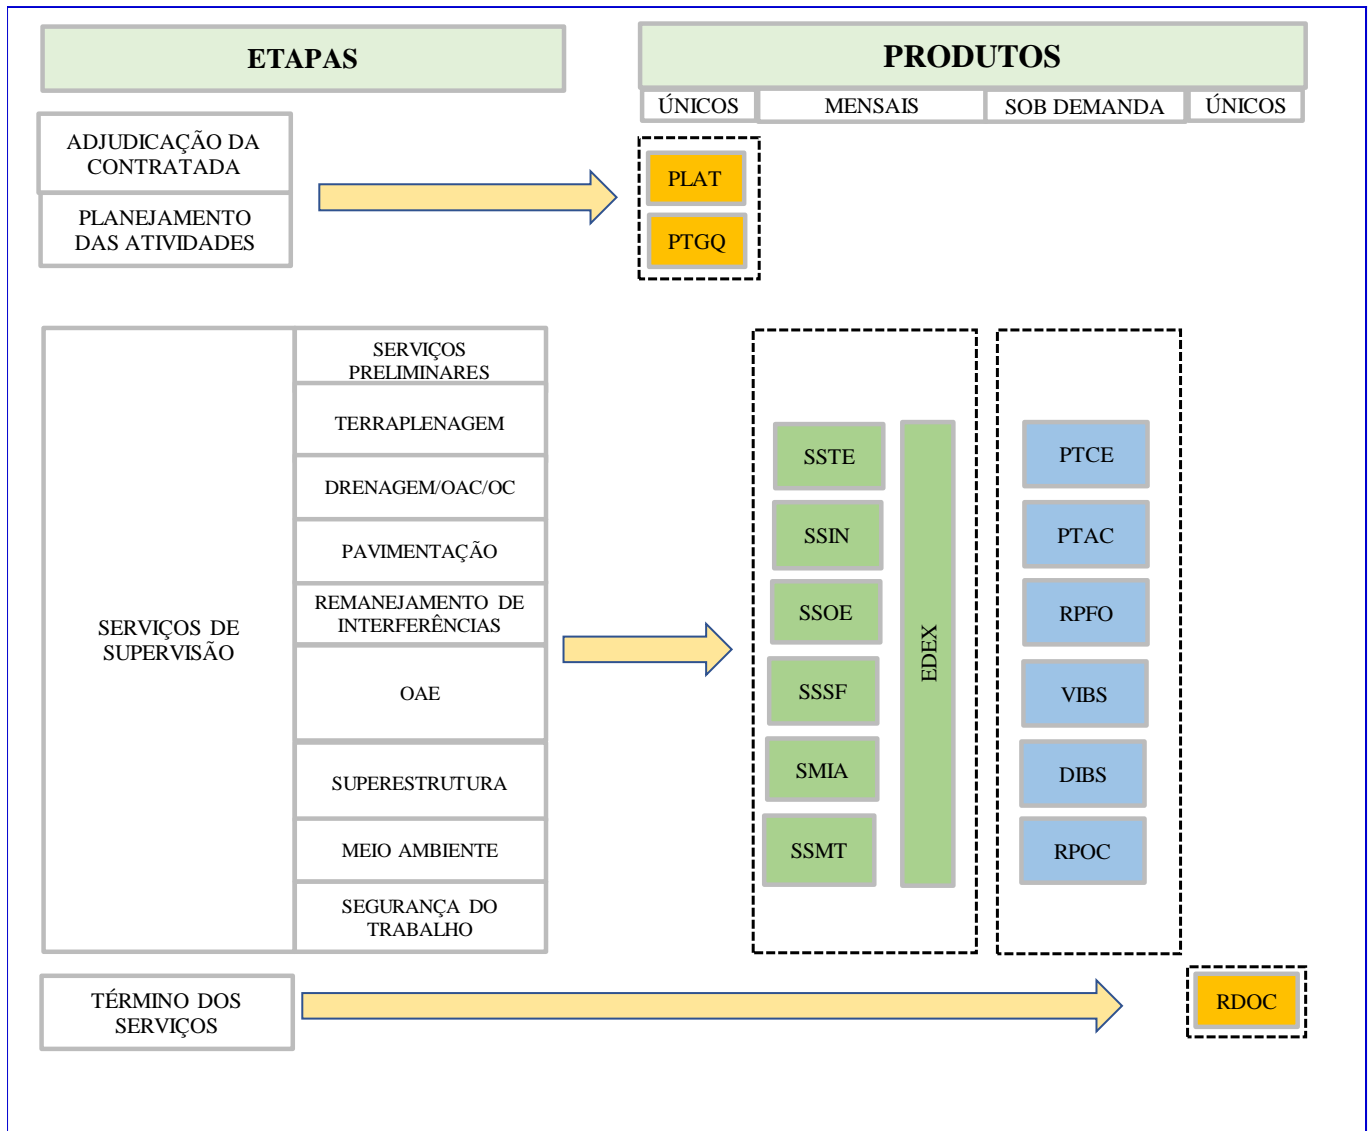 ETAPAS
PRODUTOS
ÚNICOS
MENSAIS
SOB DEMANDA
ÚNICOS
ADJUDICAÇÃO DA
CONTRATADA
PLANEJAMENTO
DAS ATIVIDADES
PLAT
PTGQ
SERVIÇOS DE
SUPERVISÃO
SERVIÇOS
PRELIMINARES
TERRAPLENAGEM
DRENAGEM/OAC/OC
PAVIMENTAÇÃO
REMANEJAMENTO DE
INTERFERÊNCIAS
OAE
SUPERESTRUTURA
MEIO AMBIENTE
SEGURANÇA DO
TRABALHO
SSTE
SSIN
SSOE
SSSF
SMIA
SSMT
EDEX
PTCE
PTAC
RPFO
VIBS
DIBS
RPOC
TÉRMINO DOS
SERVIÇOS
RDOC